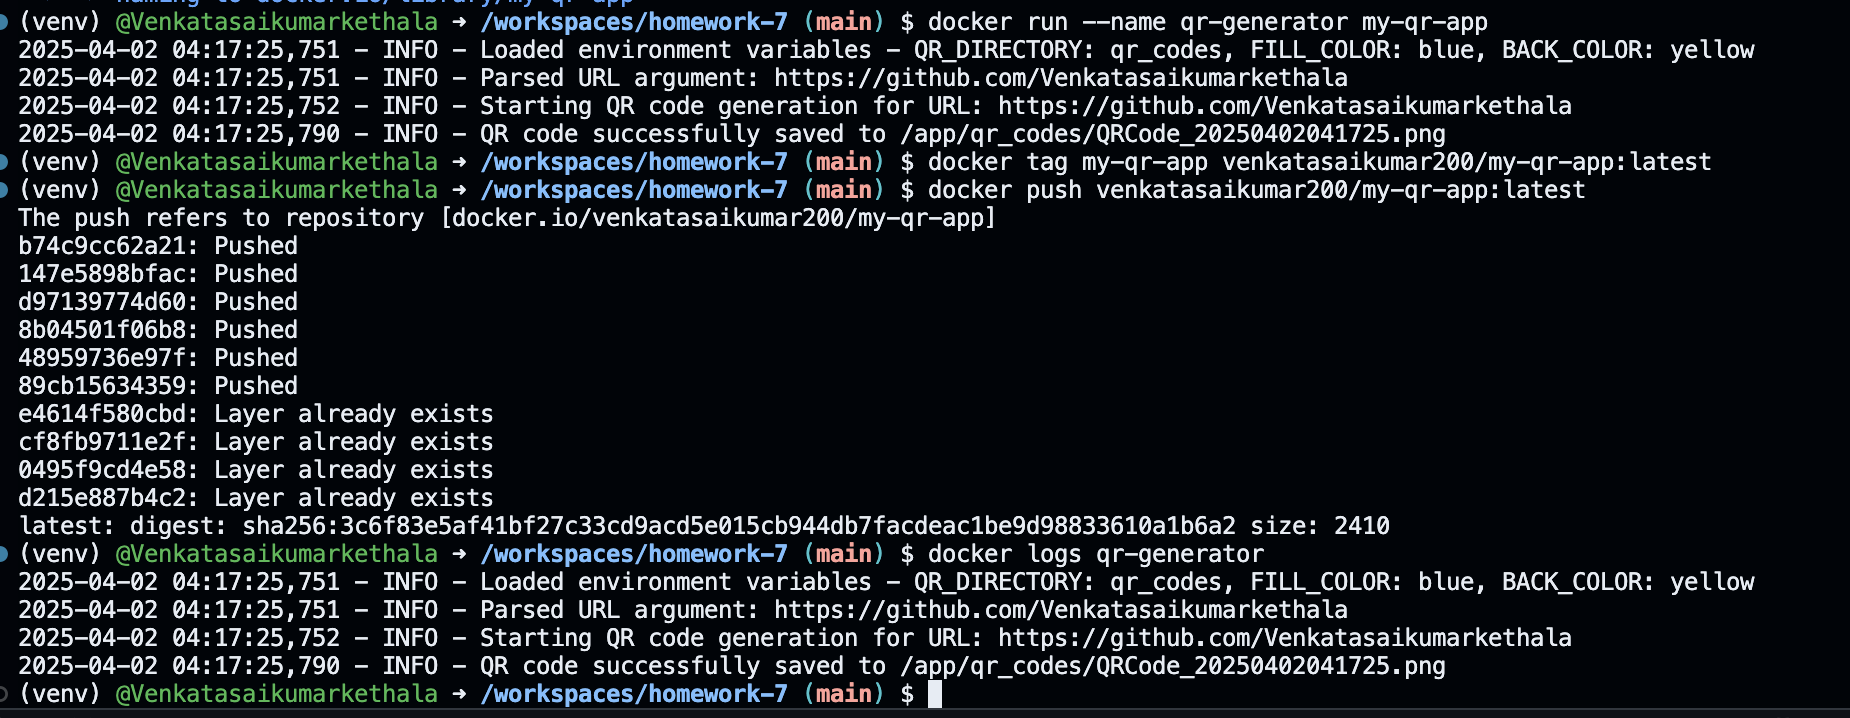 naming to docker.io/library/my-qr-app
(venv) @Venkatasaikumarkethala → /workspaces/homework-7 (main) $ docker run --name qr-generator my-qr-app
2025-04-02 04:17:25,751 - INFO - Loaded environment variables - QR_DIRECTORY: qr_codes, FILL_COLOR: blue, BACK_COLOR: yellow
2025-04-02 04:17:25,751 - INFO - Parsed URL argument: https://github.com/Venkatasaikumarkethala
2025-04-02 04:17:25,752 - INFO - Starting QR code generation for URL: https://github.com/Venkatasaikumarkethala
2025-04-02 04:17:25,790 - INFO - QR code successfully saved to /app/qr_codes/QRCode_20250402041725.png
(venv) @Venkatasaikumarkethala → /workspaces/homework-7 (main) $ docker tag my-qr-app venkatasaikumar200/my-qr-app:latest
(venv) @Venkatasaikumarkethala → /workspaces/homework-7 (main) $ docker push venkatasaikumar200/my-qr-app:latest
The push refers to repository [docker.io/venkatasaikumar200/my-qr-app]
b74c9cc62a21: Pushed
147e5898bfac: Pushed
d97139774d60: Pushed
8b04501f06b8: Pushed
48959736e97f: Pushed
89cb15634359: Pushed
e4614f580cbd: Layer already exists
cf8fb9711e2f: Layer already exists
0495f9cd4e58: Layer already exists
d215e887b4c2: Layer already exists
latest: digest: sha256:3c6f83e5af41bf27c33cd9acd5e015cb944db7facdeac1be9d98833610a1b6a2 size: 2410
(venv) @Venkatasaikumarkethala → /workspaces/homework-7 (main) $ docker logs qr-generator
2025-04-02 04:17:25,751 - INFO - Loaded environment variables - QR_DIRECTORY: qr_codes, FILL_COLOR: blue, BACK_COLOR: yellow
2025-04-02 04:17:25,751 - INFO - Parsed URL argument: https://github.com/Venkatasaikumarkethala
2025-04-02 04:17:25,752 - INFO - Starting QR code generation for URL: https://github.com/Venkatasaikumarkethala
2025-04-02 04:17:25,790 - INFO - QR code successfully saved to /app/qr_codes/QRCode_20250402041725.png
(venv) @Venkatasaikumarkethala → /workspaces/homework-7 (main) $